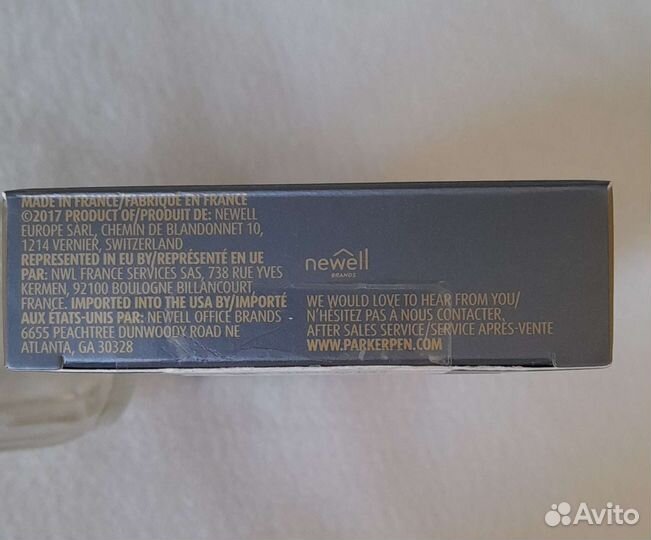 MADE IN FRANCE/FABRIQUÉ EN FRANCE
©2017 PRODUCT OF/PRODUIT DE: NEWELL
EUROPE SÀRL, CHEMIN DE BLANDONNET 10,
1214 VERNIER, SWITZERLAND
REPRESENTED IN EU BY/REPRÉSENTÉ EN UE
PAR: NWL FRANCE SERVICES SAS, 738 RUE YVES
KERMEN, 92100 BOULOGNE BILLANCOURT,
FRANCE. IMPORTED INTO THE USA BY/IMPORTÉ
AUX ÉTATS-UNIS PAR: NEWELL OFFICE BRANDS -
6655 PEACHTREE DUNWOODY ROAD NE
ATLANTA, GA 30328
newell
BRANDS
WE WOULD LOVE TO HEAR FROM YOU/
N'HÉSITEZ PAS À NOUS CONTACTER,
AFTER SALES SERVICE/SERVICE APRÈS-VENTE
WWW.PARKERPEN.COM
Avito